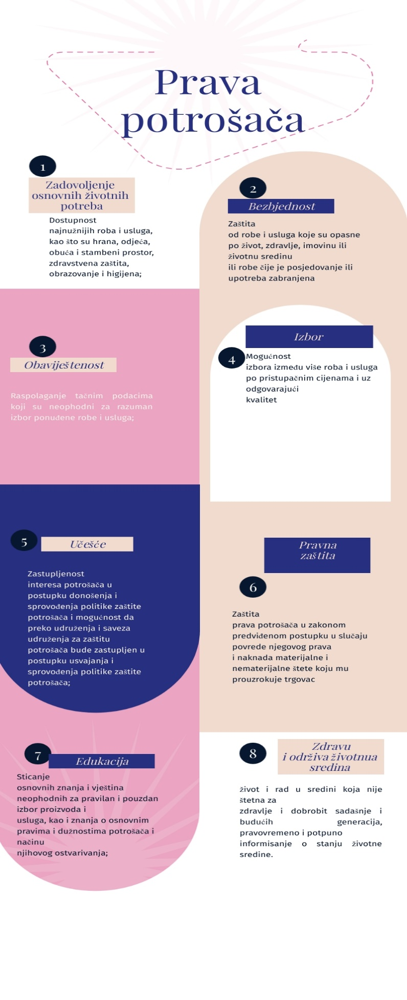 Prava
potrošača
1
Zadovoljenje
osnovnih životnih
potreba
Dostupnost
najnužnijih roba i usluga,
kao što su hrana, odjeća,
obuća i stambeni prostor,
zdravstvena zaštita,
obrazovanje i higijena;
2
Bezbjednost
Zaštita
od robe i usluga koje su opasne
po život, zdravlje, imovinu ili
životnu sredinu
ili robe čije je posjedovanje ili
upotreba zabranjena
3
Obaviještenost
Raspolaganje tačnim podacima
koji su neophodni za razuman
izbor ponuđene robe i usluga;
Izbor
4
Mogućnost
izbora između više roba i usluga
po pristupačnim cijenama i uz
odgovarajući
kvalitet
5
Učešće
Zastupljenost
interesa potrošača u
postupku donošenja i
sprovođenja politike zaštite
potrošača i mogućnost da
preko udruženja i saveza
udruženja za zaštitu
potrošača bude zastupljen u
postupku usvajanja i
sprovođenja politike zaštite
potrošača;
Pravna
zaštita
6
Zaštita
prava potrošača u zakonom
predviđenom postupku u slučaju
povrede njegovog prava
i naknada materijalne i
nematerijalne štete koju mu
prouzrokuje trgovac
7
Edukacija
Sticanje
osnovnih znanja i vještina
neophodnih za pravilan i pouzdan
izbor proizvoda i
usluga, kao i znanja o osnovnim
pravima i dužnostima potrošača i
načinu
njihovog ostvarivanja;
8
Zdravu
i održiva životnua
sredina
život i rad u sredini koja nije
štetna za
zdravlje i dobrobit sadašnje i
budućih generacija,
pravovremeno i potpuno
informisanje o stanju životne
sredine.